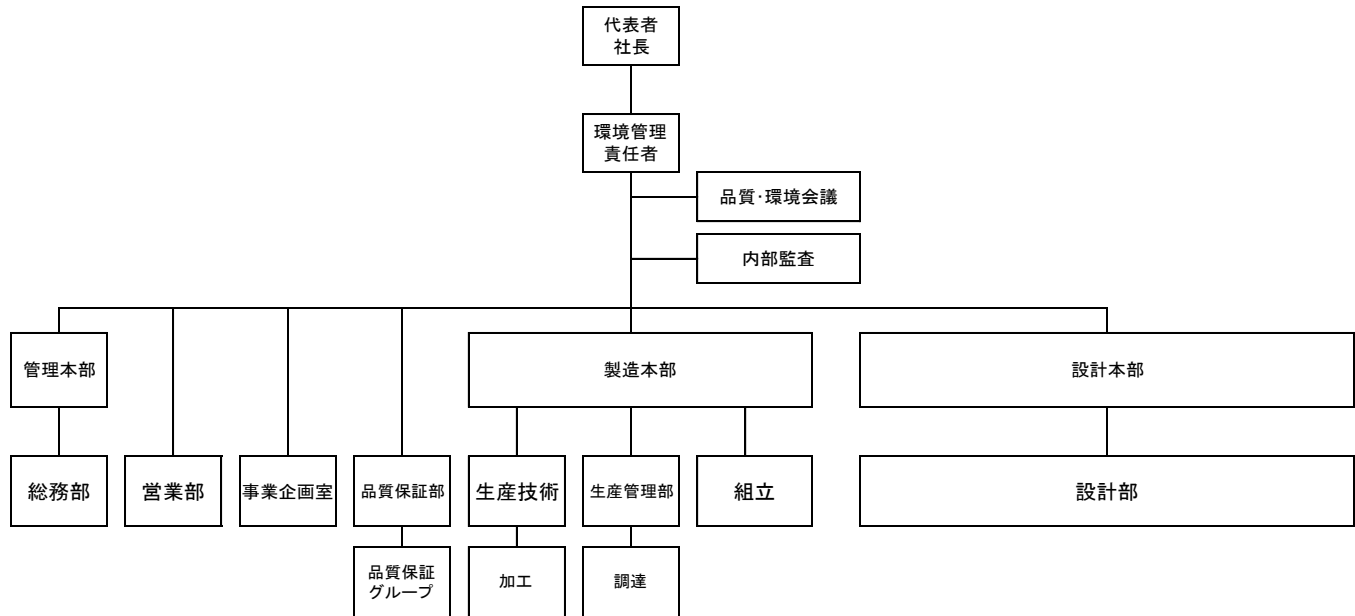 代表者
社長
環境管理
責任者
品質･環境会議
内部監査
管理本部
製造本部
設計本部
総務部
営業部
事業企画室
品質保証部
生産技術
生産管理部
組立
設計部
品質保証
グループ
加工
調達